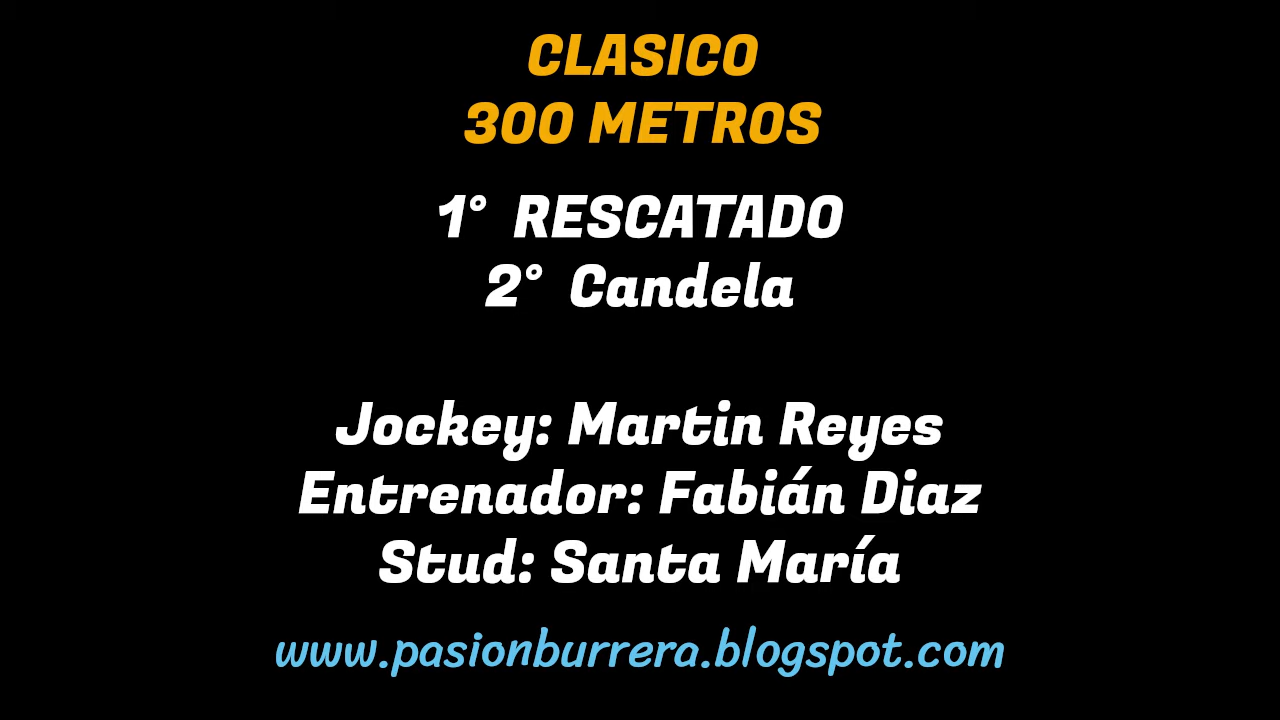 CLASICO
300 METROS
1° RESCATADO
2° Candela
Jockey: Martin Reyes
Entrenador: Fabián Diaz
Stud: Santa María
www.pasionburrera.blogspot.com